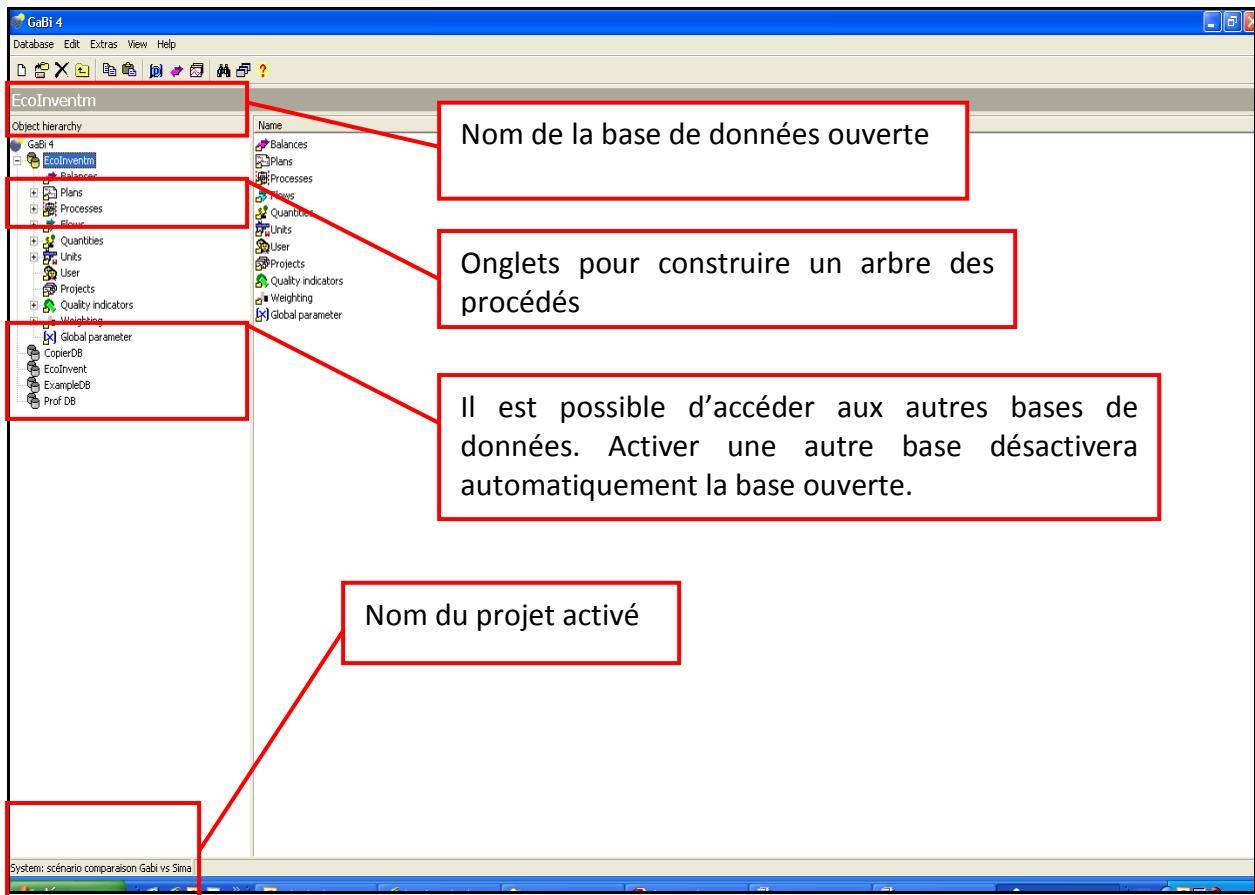 GaBi 4
Database Edit Extras View Help
EcoInventm
Object hierarchy
GaBi 4
EcoInventm
Balances
Plans
Processes
Flows
Quantities
Units
User
Projects
Quality indicators
Weighting
Global parameter
CopierDB
EcoInvent
ExampleDB
Prof DB
Name
Balances
Plans
Processes
Flows
Quantities
Units
User
Projects
Quality indicators
Weighting
Global parameter
Nom de la base de données ouverte
Onglets pour construire un arbre des
procédés
Il est possible d’accéder aux autres bases de
données. Activer une autre base désactivera
automatiquement la base ouverte.
Nom du projet activé
System: scénario comparaison Gabi vs Sima